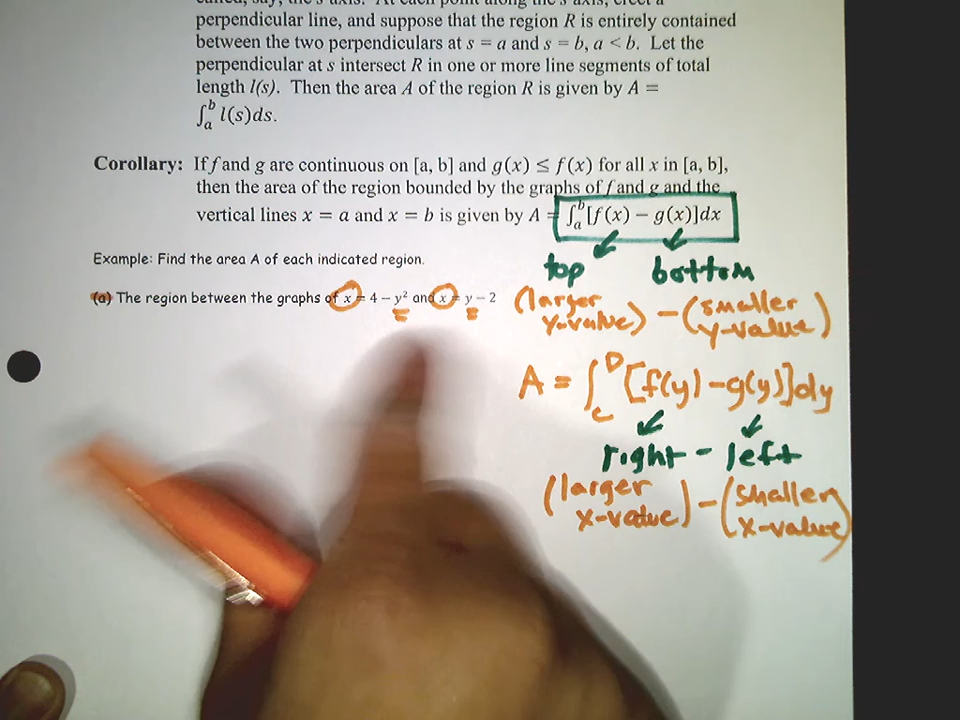 perpendicular line, and suppose that the region R is entirely contained
between the two perpendiculars at s = a and s = b, a < b. Let the
perpendicular at s intersect R in one or more line segments of total
length l(s). Then the area A of the region R is given by A =
∫_a^b l(s)ds.
Corollary: If f and g are continuous on [a, b] and g(x) ≤ f(x) for all x in [a, b],
then the area of the region bounded by the graphs of f and g and the
vertical lines x = a and x = b is given by A = ∫_a^b [f(x) − g(x)]dx
top bottom
Example: Find the area A of each indicated region.
(a) The region between the graphs of x = 4 − y² and x = y − 2
(larger y-value) − (smaller y-value)
A = ∫_c^D [f(y) − g(y)]dy
right - left
(larger x-value) − (smaller x-value)